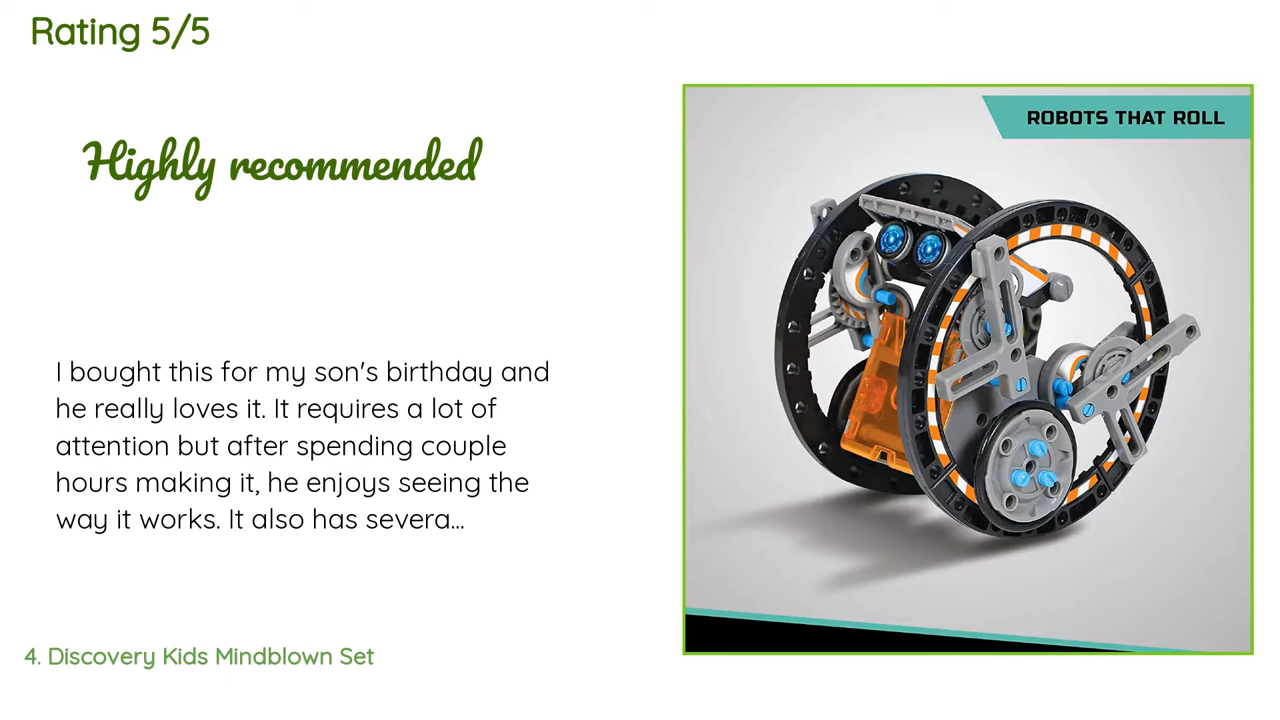 Rating 5/5
Highly recommended
ROBOTS THAT ROLL
I bought this for my son's birthday and
he really loves it. It requires a lot of
attention but after spending couple
hours making it, he enjoys seeing the
way it works. It also has severa...
4. Discovery Kids Mindblown Set